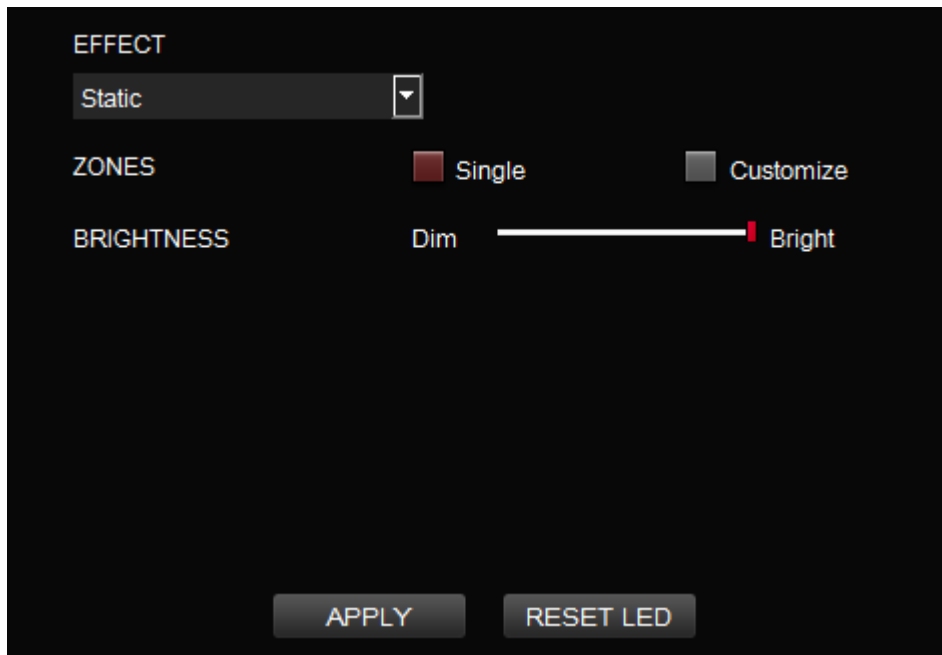 EFFECT
Static
ZONES Single Customize
BRIGHTNESS Dim Bright
APPLY RESET LED